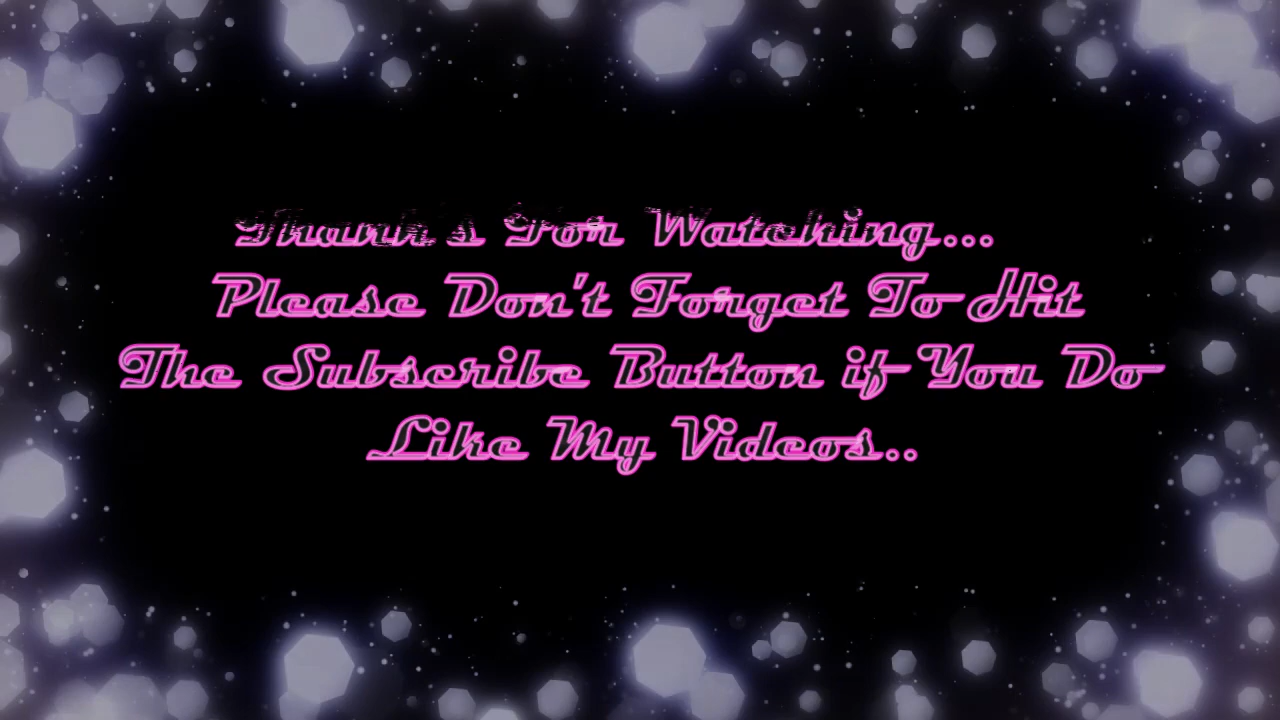 Thank's For Watching...
Please Don't Forget To Hit
The Subscribe Button if You Do
Like My Videos..